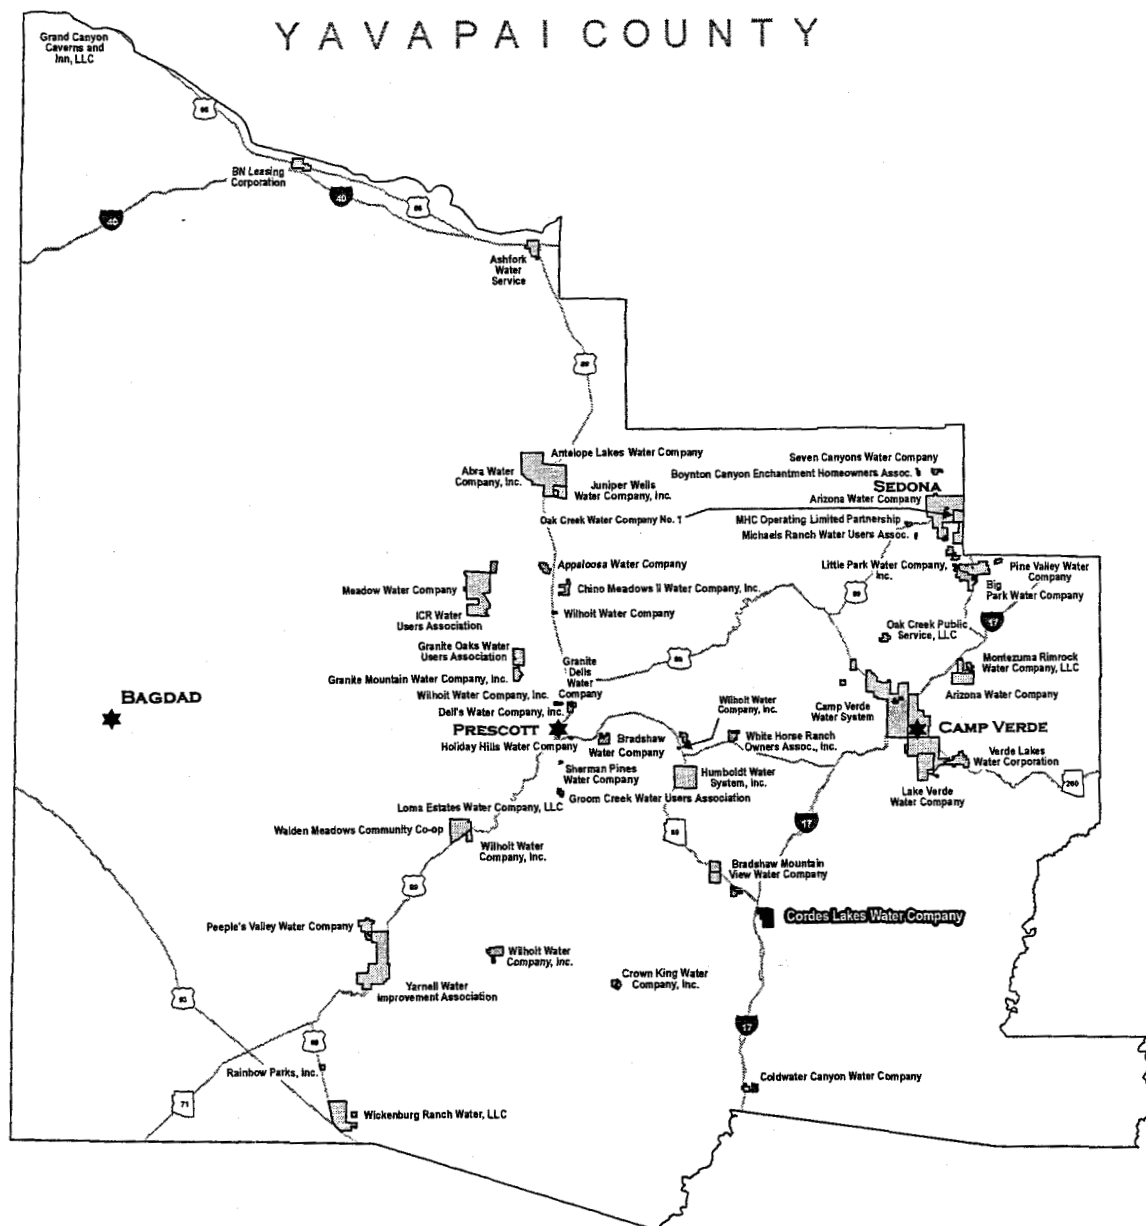 YAVAPAI COUNTY
Grand Canyon
Caverns and
Inn, LLC
66
BN Leasing
Corporation
40
40
66
Ashfork
Water
Service
89
Antelope Lakes Water Company
Abra Water
Company, Inc.
Juniper Wells
Water Company, Inc.
Seven Canyons Water Company
Boynton Canyon Enchantment Homeowners Assoc.
SEDONA
Arizona Water Company
Oak Creek Water Company No. 1
MHC Operating Limited Partnership
Michaels Ranch Water Users Assoc.
Appaloosa Water Company
Little Park Water Company,
Inc.
Pine Valley Water
Company
Big
Park Water Company
Meadow Water Company
Chino Meadows II Water Company, Inc.
ICR Water
Users Association
Wilhoit Water Company
89
17
Oak Creek Public
Service, LLC
Granite Oaks Water
Users Association
Granite Mountain Water Company, Inc.
Granite
Dells
Water
Company
Montezuma Rimrock
Water Company, LLC
Arizona Water Company
BAGDAD
Wilhoit Water Company, Inc.
Dell's Water Company, Inc.
PRESCOTT
Holiday Hills Water Company
Bradshaw
Water Company
Wilhoit Water
Company, Inc.
White Horse Ranch
Owners Assoc., Inc.
Camp Verde
Water System
CAMP VERDE
Verde Lakes
Water Corporation
260
Lake Verde
Water Company
Sherman Pines
Water Company
Humboldt Water
System, Inc.
Groom Creek Water Users Association
Loma Estates Water Company, LLC
Walden Meadows Community Co-op
Wilhoit Water
Company, Inc.
17
69
89
Bradshaw Mountain
View Water Company
Cordes Lakes Water Company
Peeple's Valley Water Company
Wilhoit Water
Company, Inc.
Crown King Water
Company, Inc.
Yarnell Water
Improvement Association
93
17
89
Rainbow Parks, Inc.
Coldwater Canyon Water Company
71
Wickenburg Ranch Water, LLC